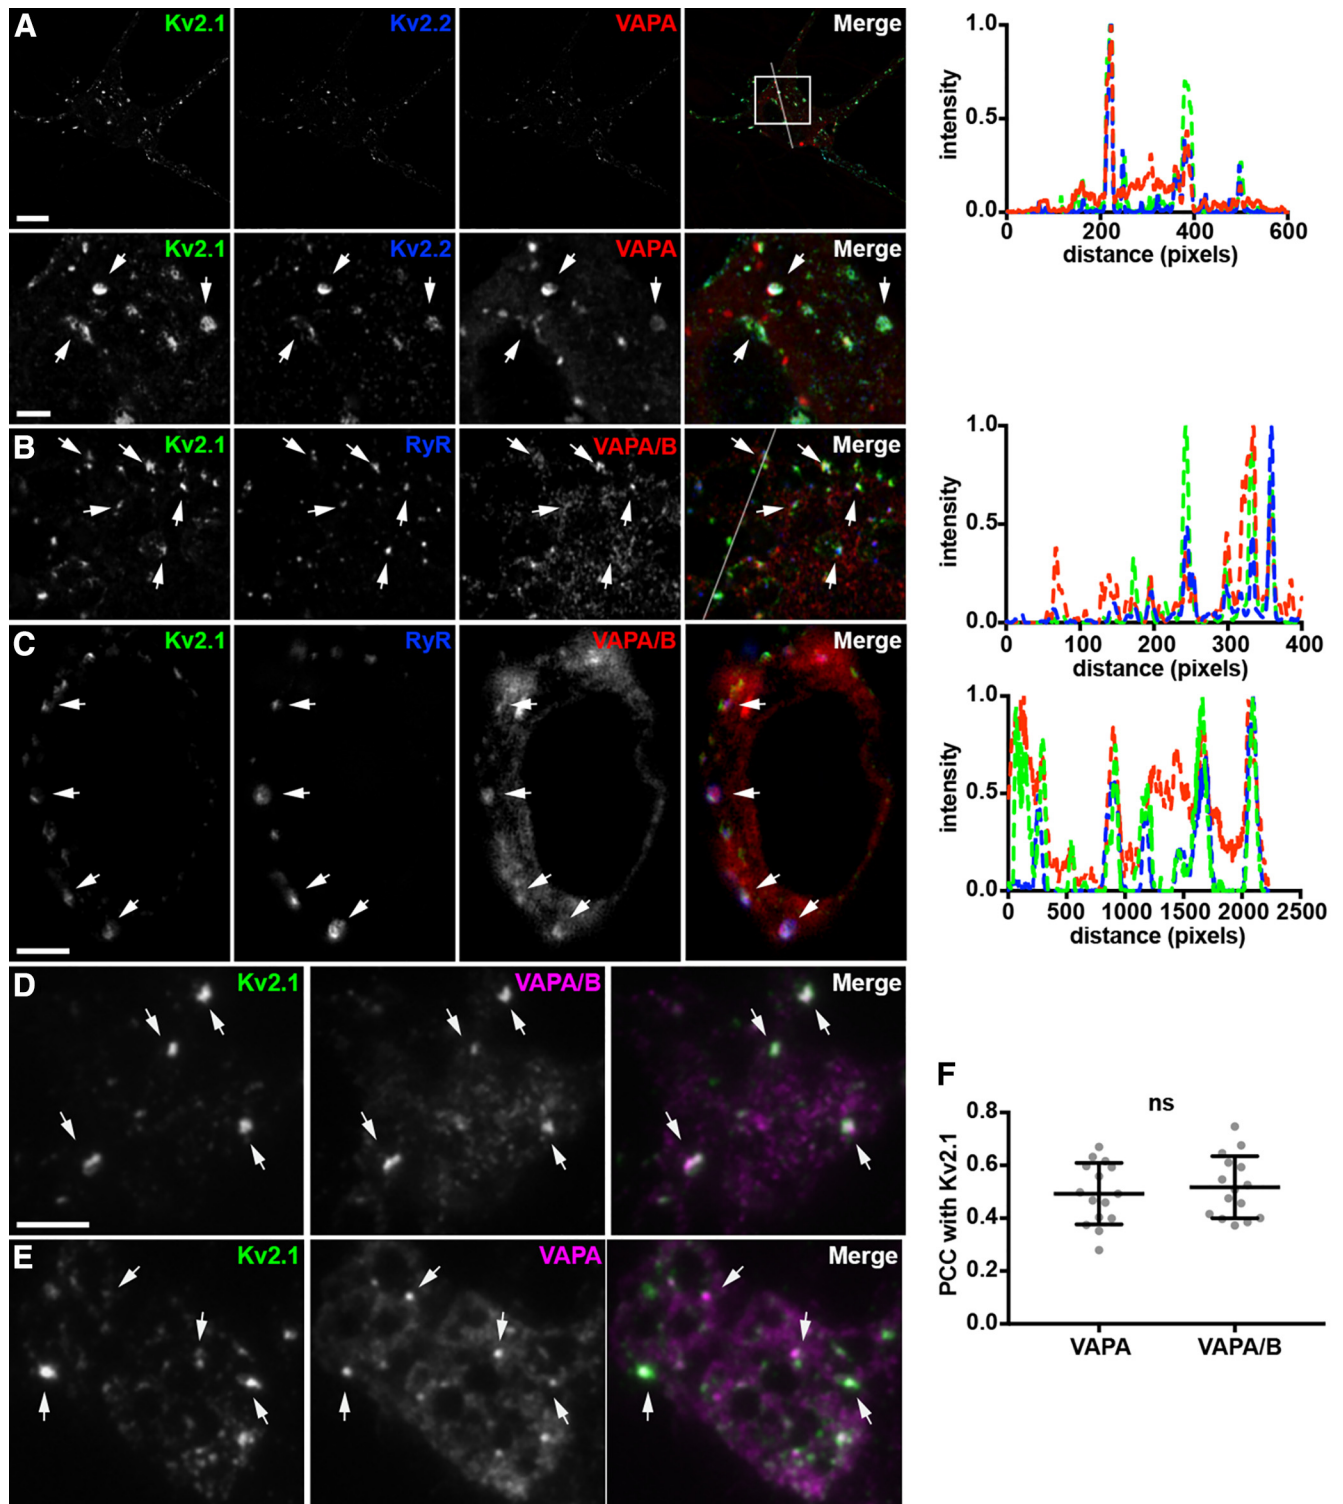 A Kv2.1 Kv2.2 VAPA Merge
Kv2.1 Kv2.2 VAPA Merge
1.0
0.5
0.0
intensity
0 200 400 600
distance (pixels)
B Kv2.1 RyR VAPA/B Merge
1.0
0.5
0.0
intensity
0 100 200 300 400
distance (pixels)
C Kv2.1 RyR VAPA/B Merge
1.0
0.5
0.0
intensity
0 500 1000 1500 2000 2500
distance (pixels)
D Kv2.1 VAPA/B Merge
E Kv2.1 VAPA Merge
F
ns
0.8
0.6
0.4
0.2
0.0
PCC with Kv2.1
VAPA VAPA/B